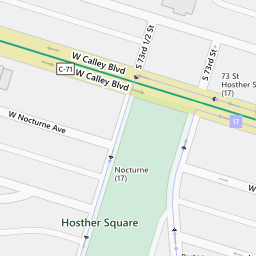 S 73rd 1/2 St
W Calley Blvd
C-71
W Calley Blvd
S 73rd St
73 St
Hosther S
(17)
17
W Nocturne Ave
Nocturne
(17)
Hosther Square